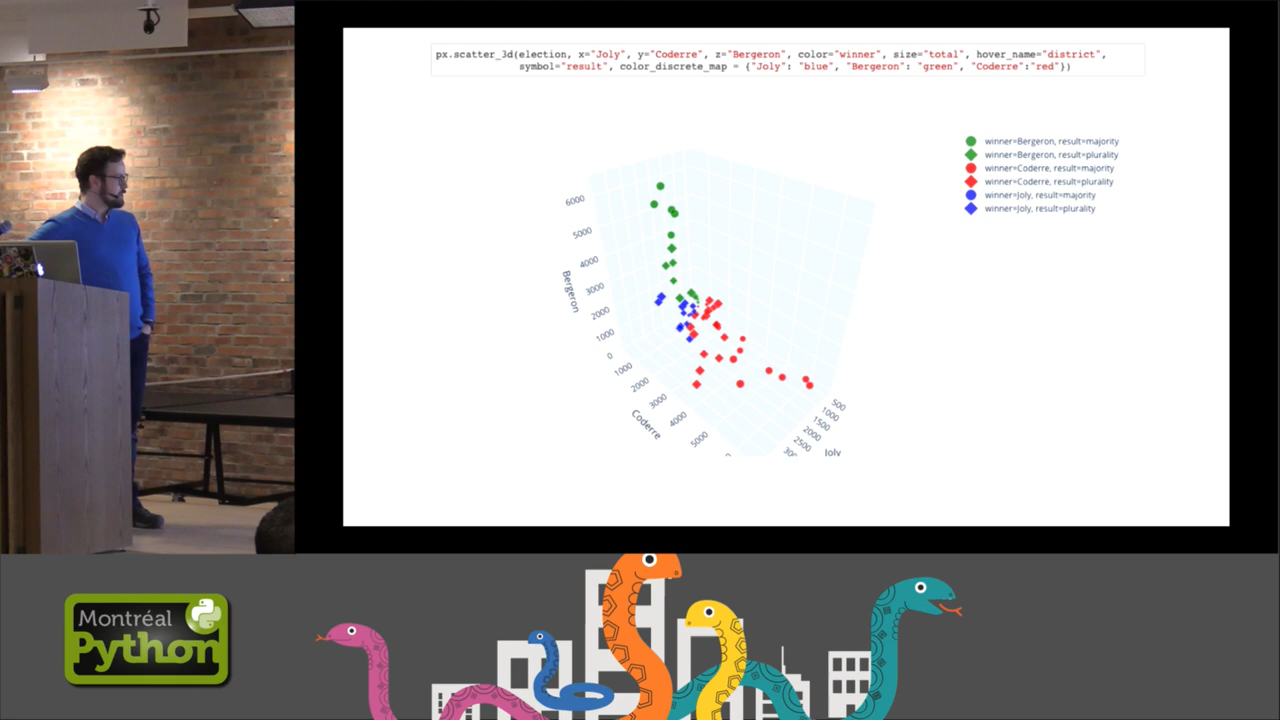 px.scatter_3d(election, x="Joly", y="Coderre", z="Bergeron", color="winner", size="total", hover_name="district",
symbol="result", color_discrete_map = {"Joly": "blue", "Bergeron": "green", "Coderre":"red"})
winner=Bergeron, result=majority
winner=Bergeron, result=plurality
winner=Coderre, result=majority
winner=Coderre, result=plurality
winner=Joly, result=majority
winner=Joly, result=plurality
6000
5000
4000
3000
2000
1000
0
Bergeron
1000
2000
3000
4000
5000
Coderre
500
1000
1500
2000
2500
Joly
Montréal
Python